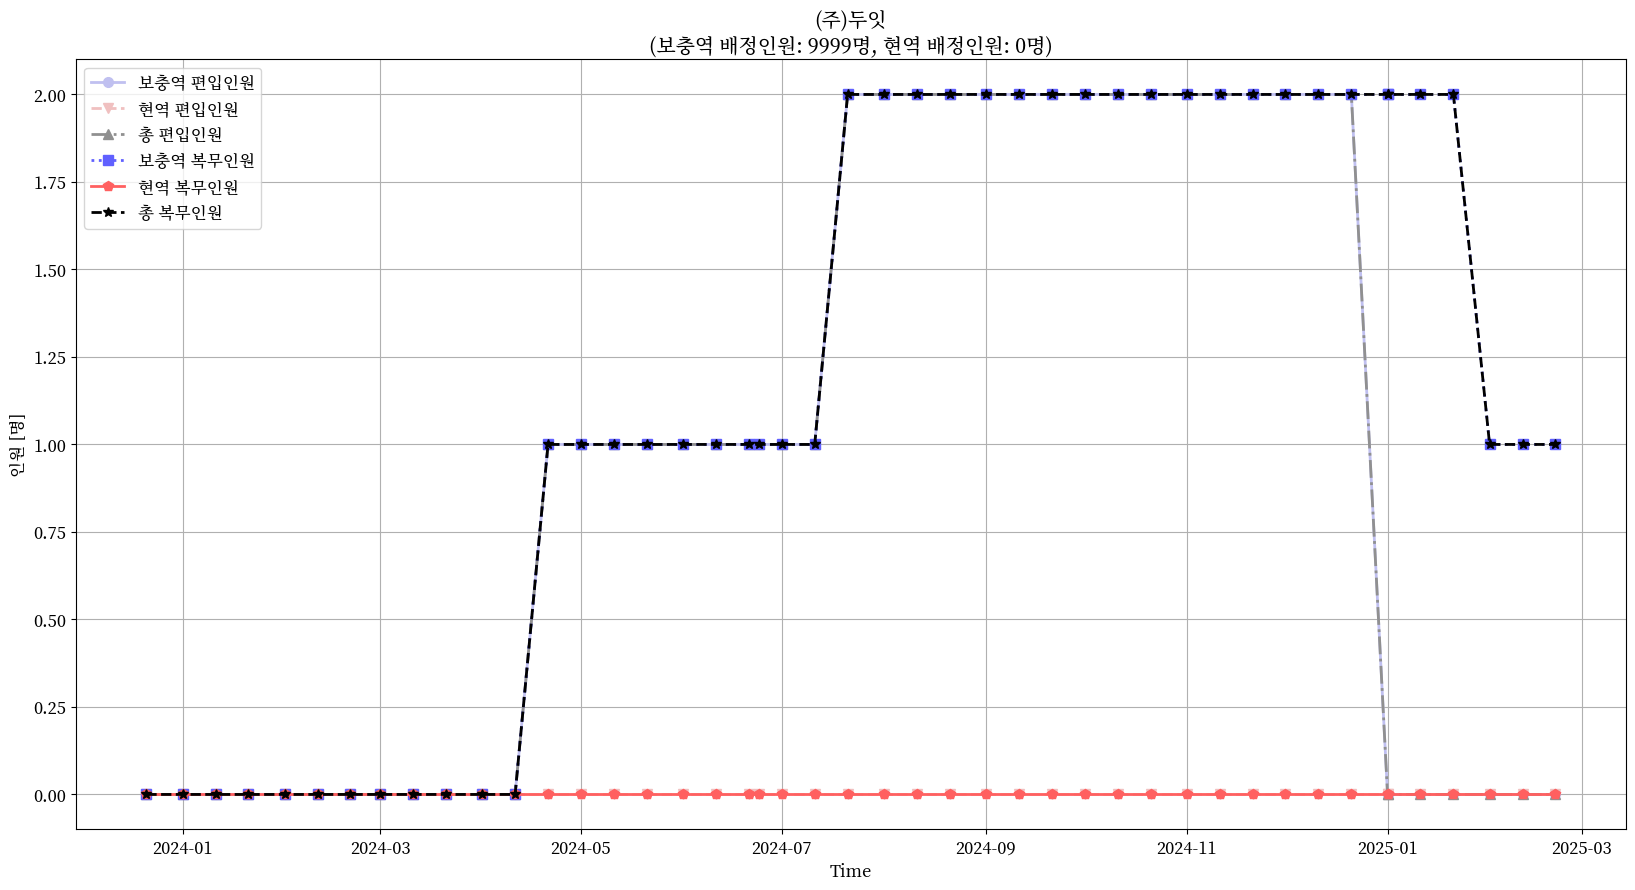 (주)두잇
(보충역 배정인원: 9999명, 현역 배정인원: 0명)
보충역 편입인원
현역 편입인원
총 편입인원
보충역 복무인원
현역 복무인원
총 복무인원
2.00
1.75
1.50
1.25
1.00
0.75
0.50
0.25
0.00
인원 [명]
2024-01
2024-03
2024-05
2024-07
2024-09
2024-11
2025-01
2025-03
Time